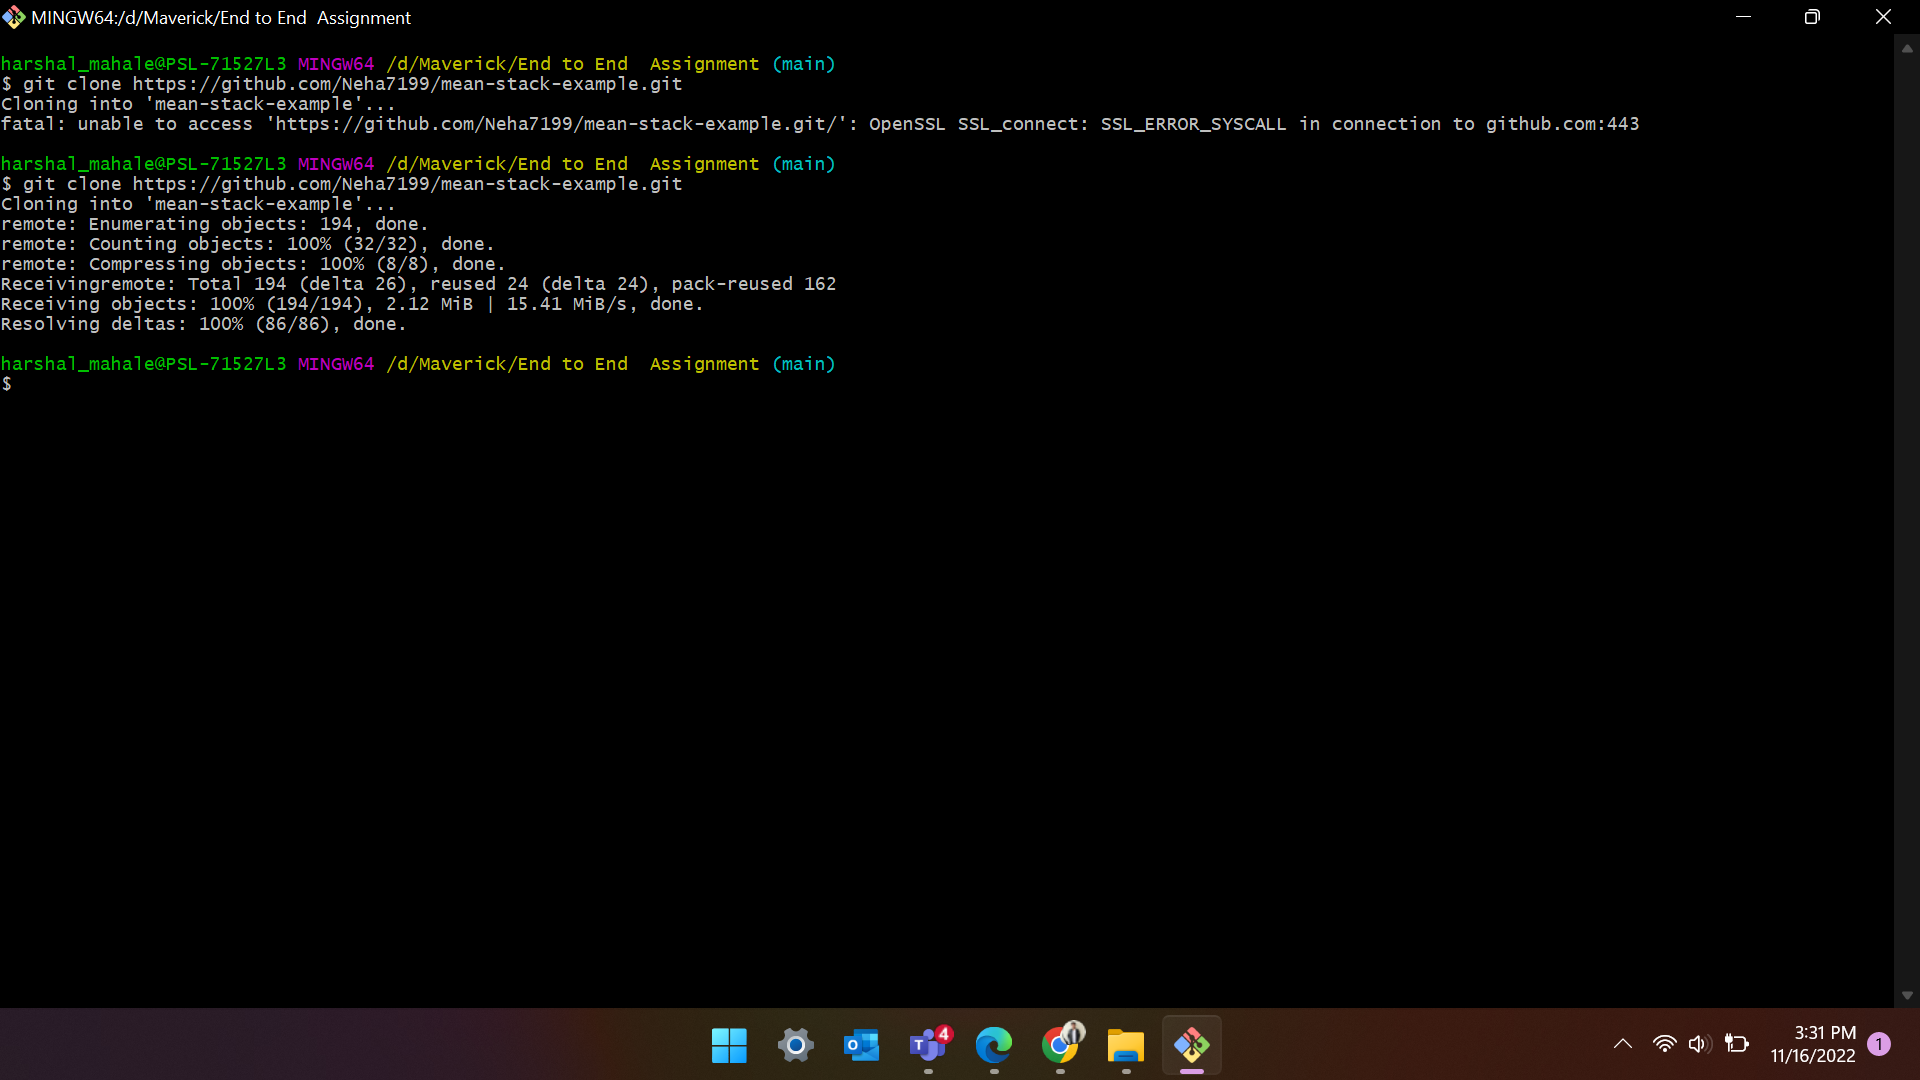 MINGW64:/d/Maverick/End to End  Assignment
harshal_mahale@PSL-71527L3 MINGW64 /d/Maverick/End to End  Assignment (main)
$ git clone https://github.com/Neha7199/mean-stack-example.git
Cloning into 'mean-stack-example'...
fatal: unable to access 'https://github.com/Neha7199/mean-stack-example.git/': OpenSSL SSL_connect: SSL_ERROR_SYSCALL in connection to github.com:443
harshal_mahale@PSL-71527L3 MINGW64 /d/Maverick/End to End  Assignment (main)
$ git clone https://github.com/Neha7199/mean-stack-example.git
Cloning into 'mean-stack-example'...
remote: Enumerating objects: 194, done.
remote: Counting objects: 100% (32/32), done.
remote: Compressing objects: 100% (8/8), done.
Receivingremote: Total 194 (delta 26), reused 24 (delta 24), pack-reused 162
Receiving objects: 100% (194/194), 2.12 MiB | 15.41 MiB/s, done.
Resolving deltas: 100% (86/86), done.
harshal_mahale@PSL-71527L3 MINGW64 /d/Maverick/End to End  Assignment (main)
$
4
3:31 PM
11/16/2022
1